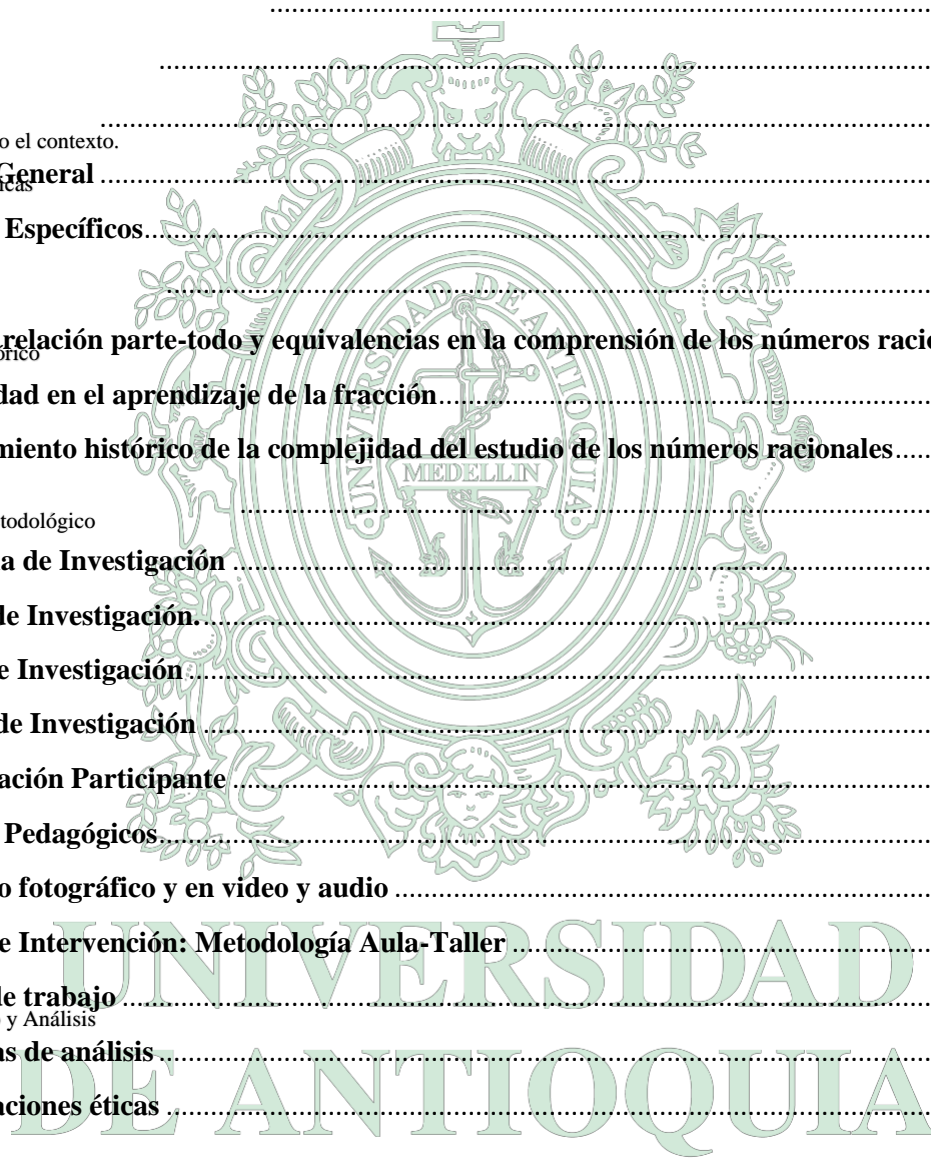 o el contexto.
General
icas
Específicos
relación parte-todo y equivalencias en la comprensión de los números racio
órico
dad en el aprendizaje de la fracción
miento histórico de la complejidad del estudio de los números racionales
todológico
a de Investigación
de Investigación.
e Investigación
de Investigación
ación Participante
Pedagógicos
o fotográfico y en video y audio
e Intervención: Metodología Aula-Taller
de trabajo
y Análisis
as de análisis
aciones éticas
UNIVERSIDAD DE ANTIOQUIA
MEDELLIN
UNIVERSIDAD
DE ANTIOQUIA